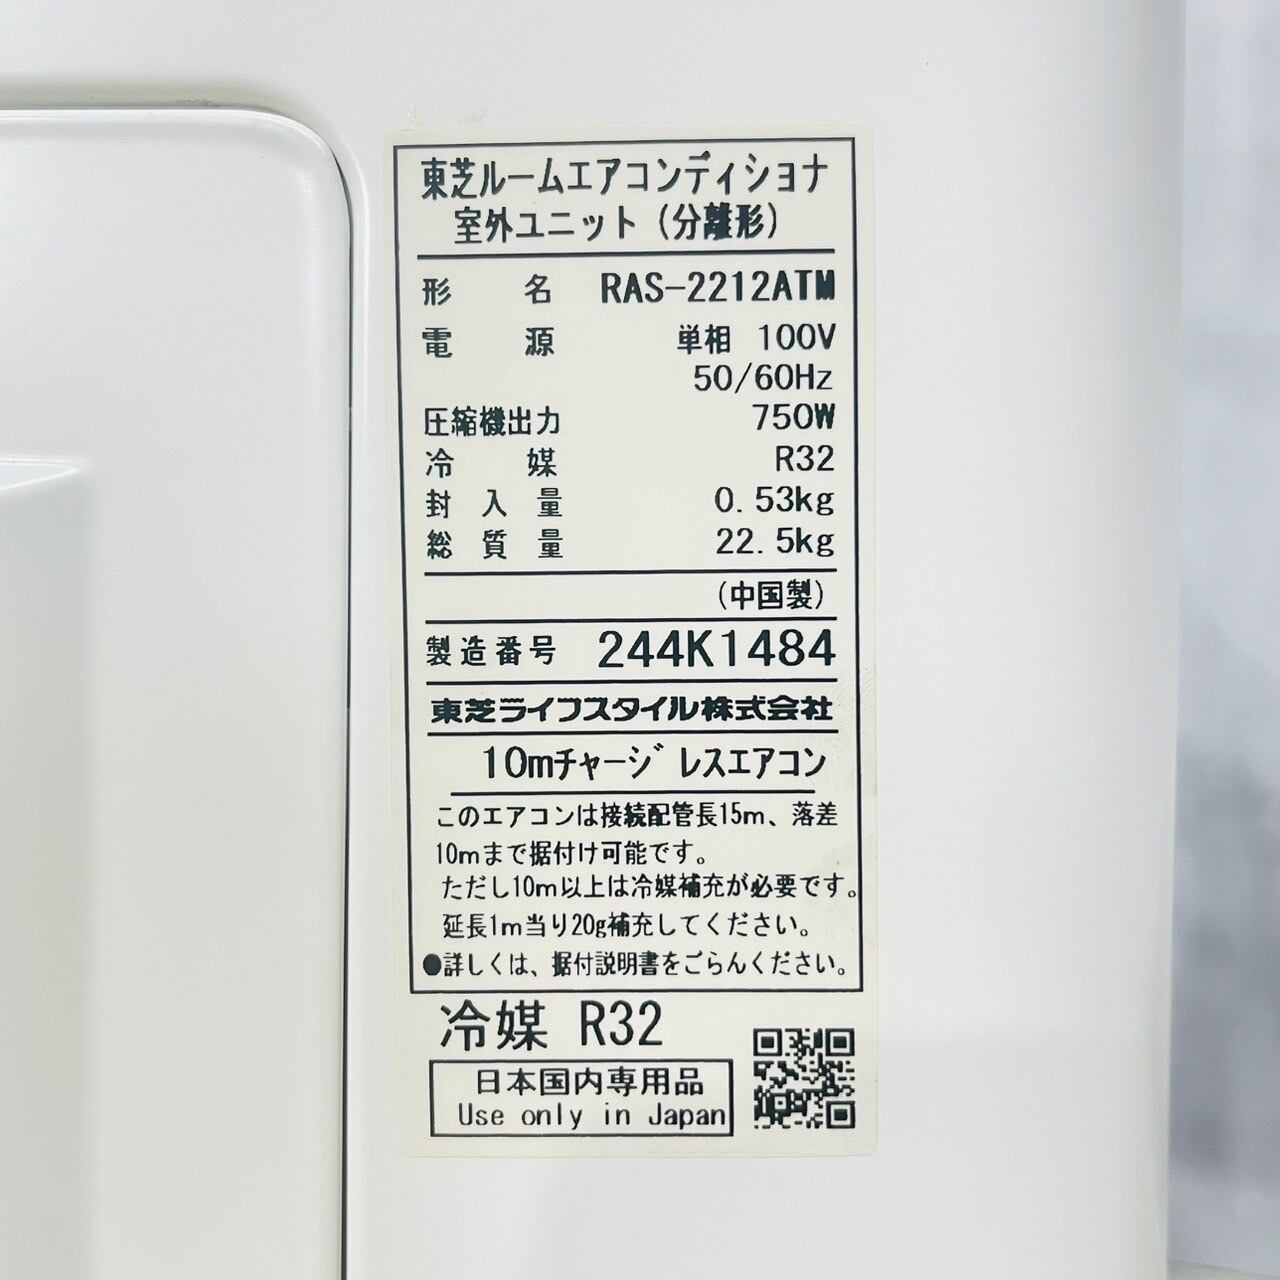 東芝ルームエアコンディショナ
室外ユニット（分離形）
形名 RAS-2212ATM
電源 単相 100V
50/60Hz
圧縮機出力 750W
冷媒 R32
封入量 0.53kg
総質量 22.5kg
（中国製）
製造番号 244K1484
東芝ライフスタイル株式会社
10mチャージレスエアコン
このエアコンは接続配管長15m、落差
10mまで据付け可能です。
ただし10m以上は冷媒補充が必要です。
延長1m当り20g補充してください。
●詳しくは、据付説明書をごらんください。
冷媒 R32
日本国内専用品
Use only in Japan